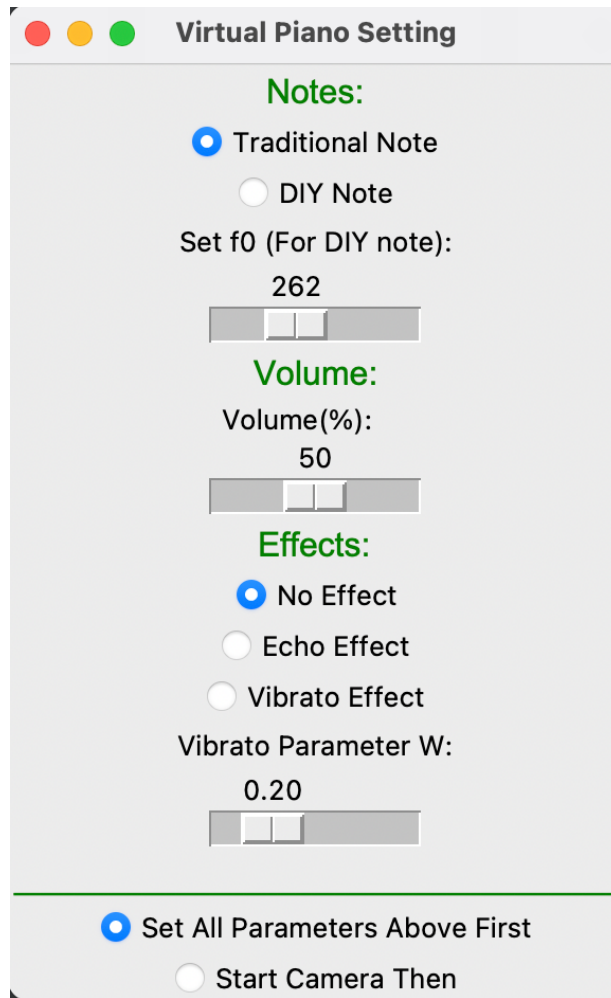 Virtual Piano Setting
Notes:
Traditional Note
DIY Note
Set f0 (For DIY note):
262
Volume:
Volume(%):
50
Effects:
No Effect
Echo Effect
Vibrato Effect
Vibrato Parameter W:
0.20
Set All Parameters Above First
Start Camera Then